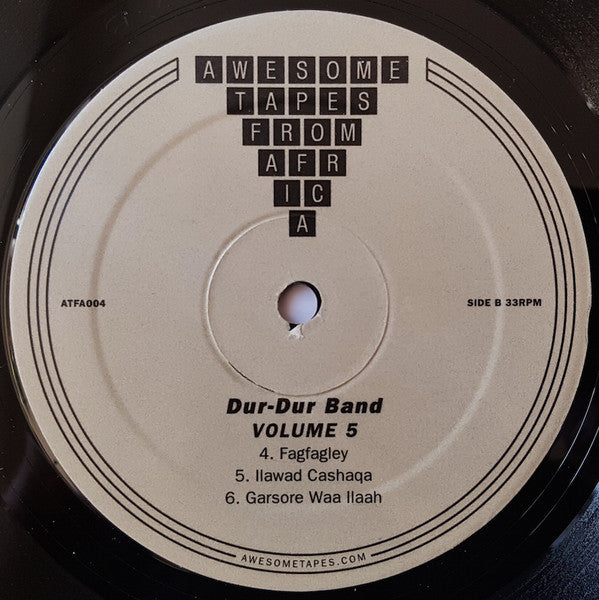 AWESOME
TAPES
FROM
AFR
IC
A
ATFA004
SIDE B 33RPM
Dur-Dur Band
VOLUME 5
4. Fagfagley
5. Ilawad Cashaqa
6. Garsore Waa Ilaah
AWESOMETAPES.COM